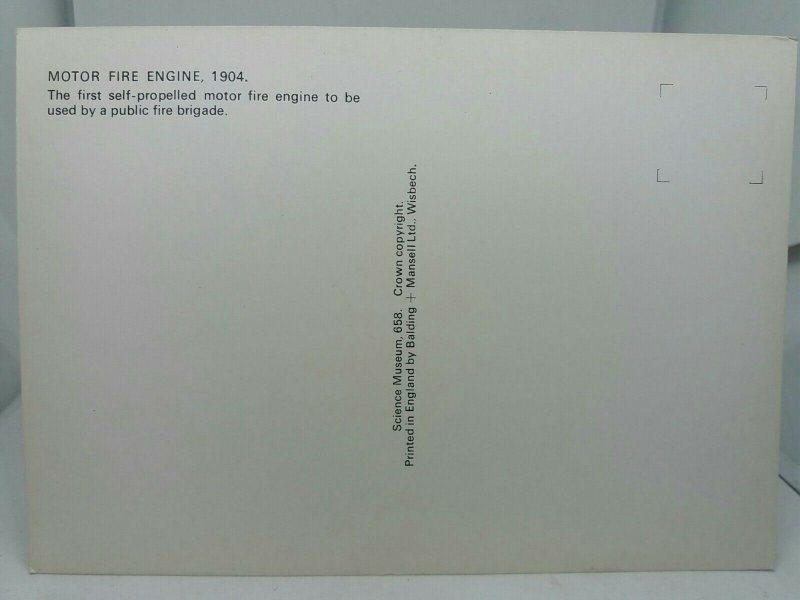 MOTOR FIRE ENGINE, 1904.
The first self-propelled motor fire engine to be
used by a public fire brigade.
Science Museum, 658. Crown copyright.
Printed in England by Balding + Mansell Ltd., Wisbech.